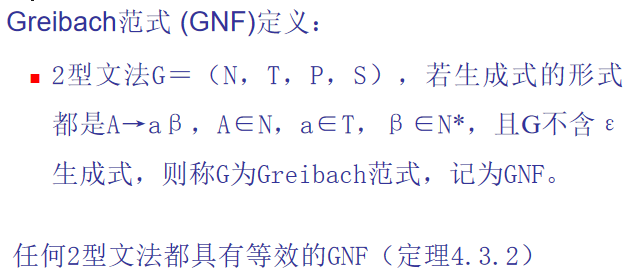 Greibach范式 (GNF)定义：
2型文法G＝（N，T，P，S），若生成式的形式
都是A→aβ，A∈N，a∈T，β∈N*，且G不含 ε
生成式，则称G为Greibach范式，记为GNF。
任何2型文法都具有等效的GNF（定理4.3.2）